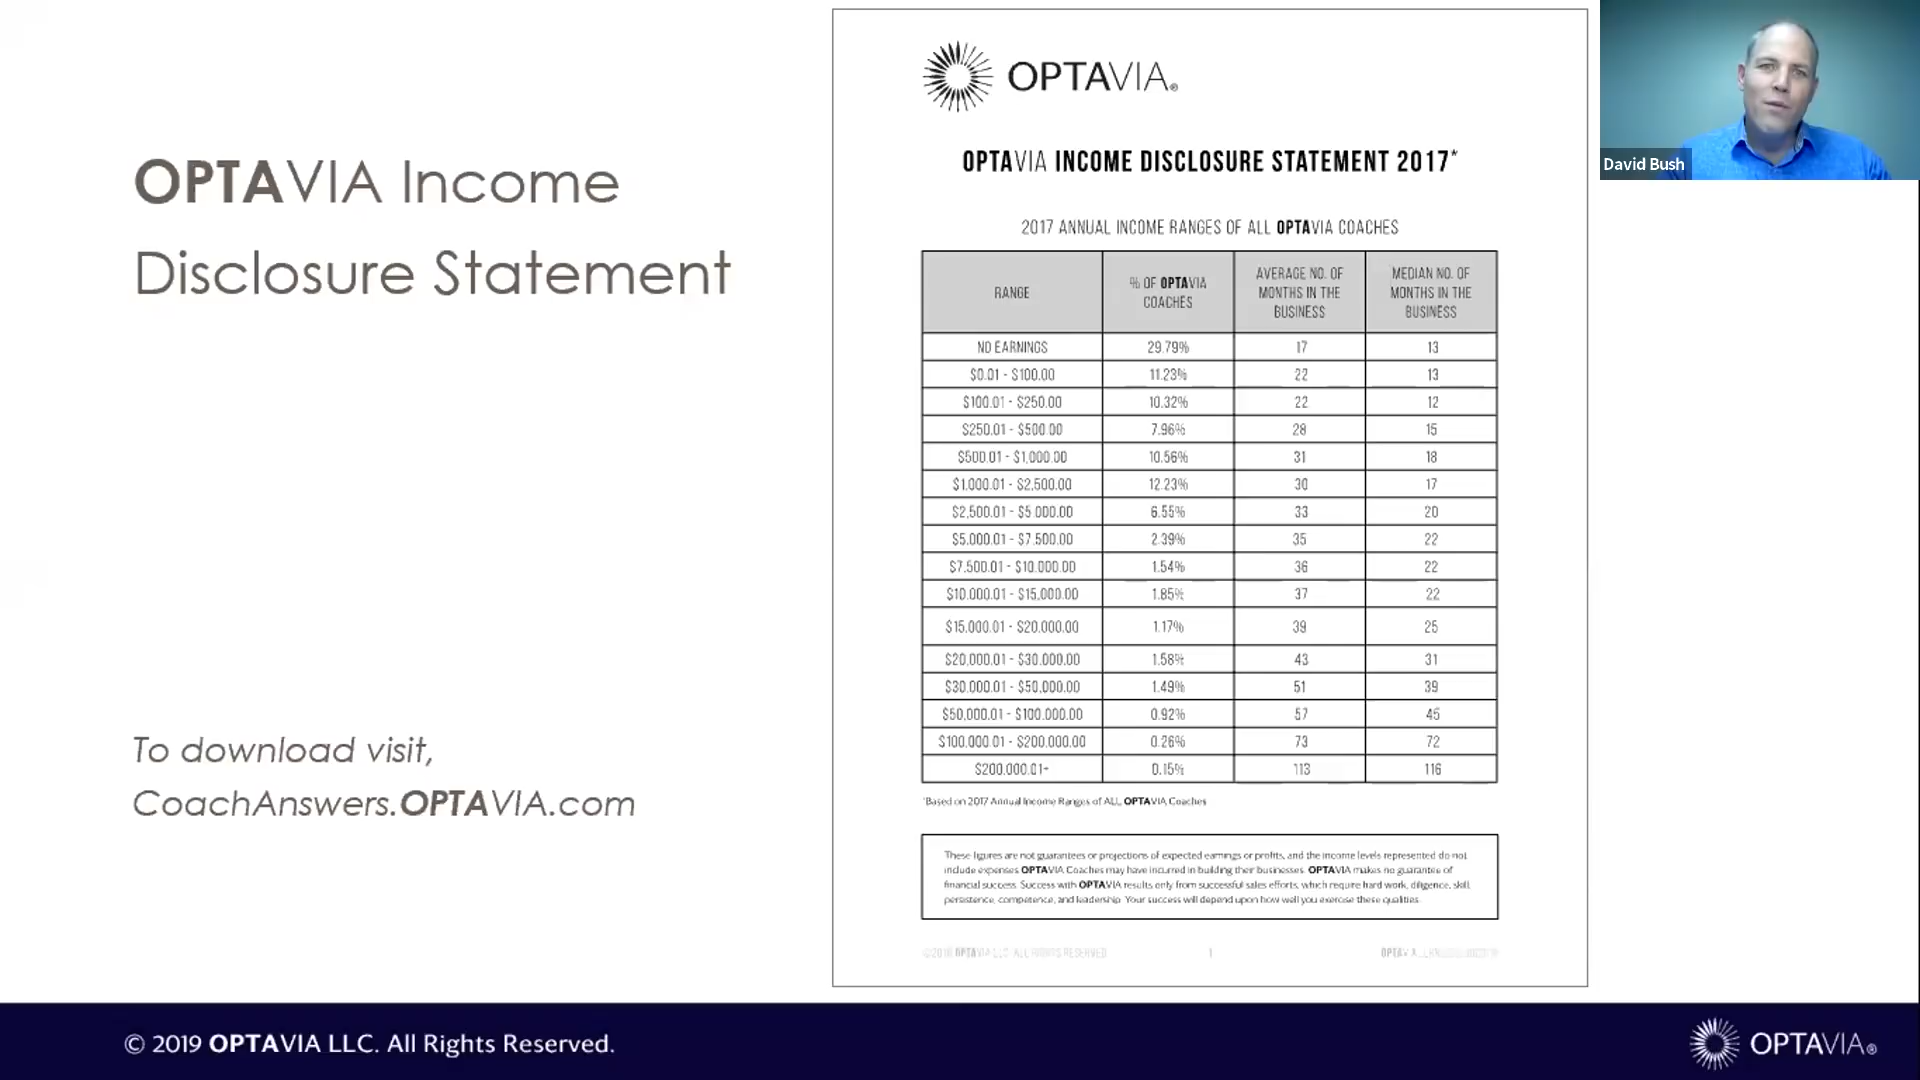 OPTAVIA Income
Disclosure Statement
To download visit,
CoachAnswers.OPTAVIA.com
OPTAVIA®
OPTAVIA INCOME DISCLOSURE STATEMENT 2017*
2017 ANNUAL INCOME RANGES OF ALL OPTAVIA COACHES
RANGE % OF OPTAVIA COACHES AVERAGE NO. OF MONTHS IN THE BUSINESS MEDIAN NO. OF MONTHS IN THE BUSINESS
NO EARNINGS 29.79% 17 13
$0.01 - $100.00 11.23% 22 13
$100.01 - $250.00 10.32% 22 12
$250.01 - $500.00 7.96% 28 15
$500.01 - $1,000.00 10.56% 31 18
$1,000.01 - $2,500.00 12.23% 30 17
$2,500.01 - $5,000.00 6.55% 33 20
$5,000.01 - $7,500.00 2.39% 35 22
$7,500.01 - $10,000.00 1.54% 36 22
$10,000.01 - $15,000.00 1.85% 37 22
$15,000.01 - $20,000.00 1.17% 39 25
$20,000.01 - $30,000.00 1.58% 43 31
$30,000.01 - $50,000.00 1.49% 51 39
$50,000.01 - $100,000.00 0.92% 57 45
$100,000.01 - $200,000.00 0.26% 73 72
$200,000.01+ 0.15% 113 116
*Based on 2017 Annual Income Ranges of ALL OPTAVIA Coaches
These figures are not guarantees or projections of expected earnings or profits, and the income levels represented do not
include expenses OPTAVIA Coaches may have incurred in building their businesses. OPTAVIA makes no guarantee of
financial success. Success with OPTAVIA results only from successful sales efforts, which require hard work, diligence, skill,
persistence, competence, and leadership. Your success will depend upon how well you exercise these qualities.
OPTAVIA LLC. ALL RIGHTS RESERVED 1
David Bush
© 2019 OPTAVIA LLC. All Rights Reserved.
OPTAVIA®